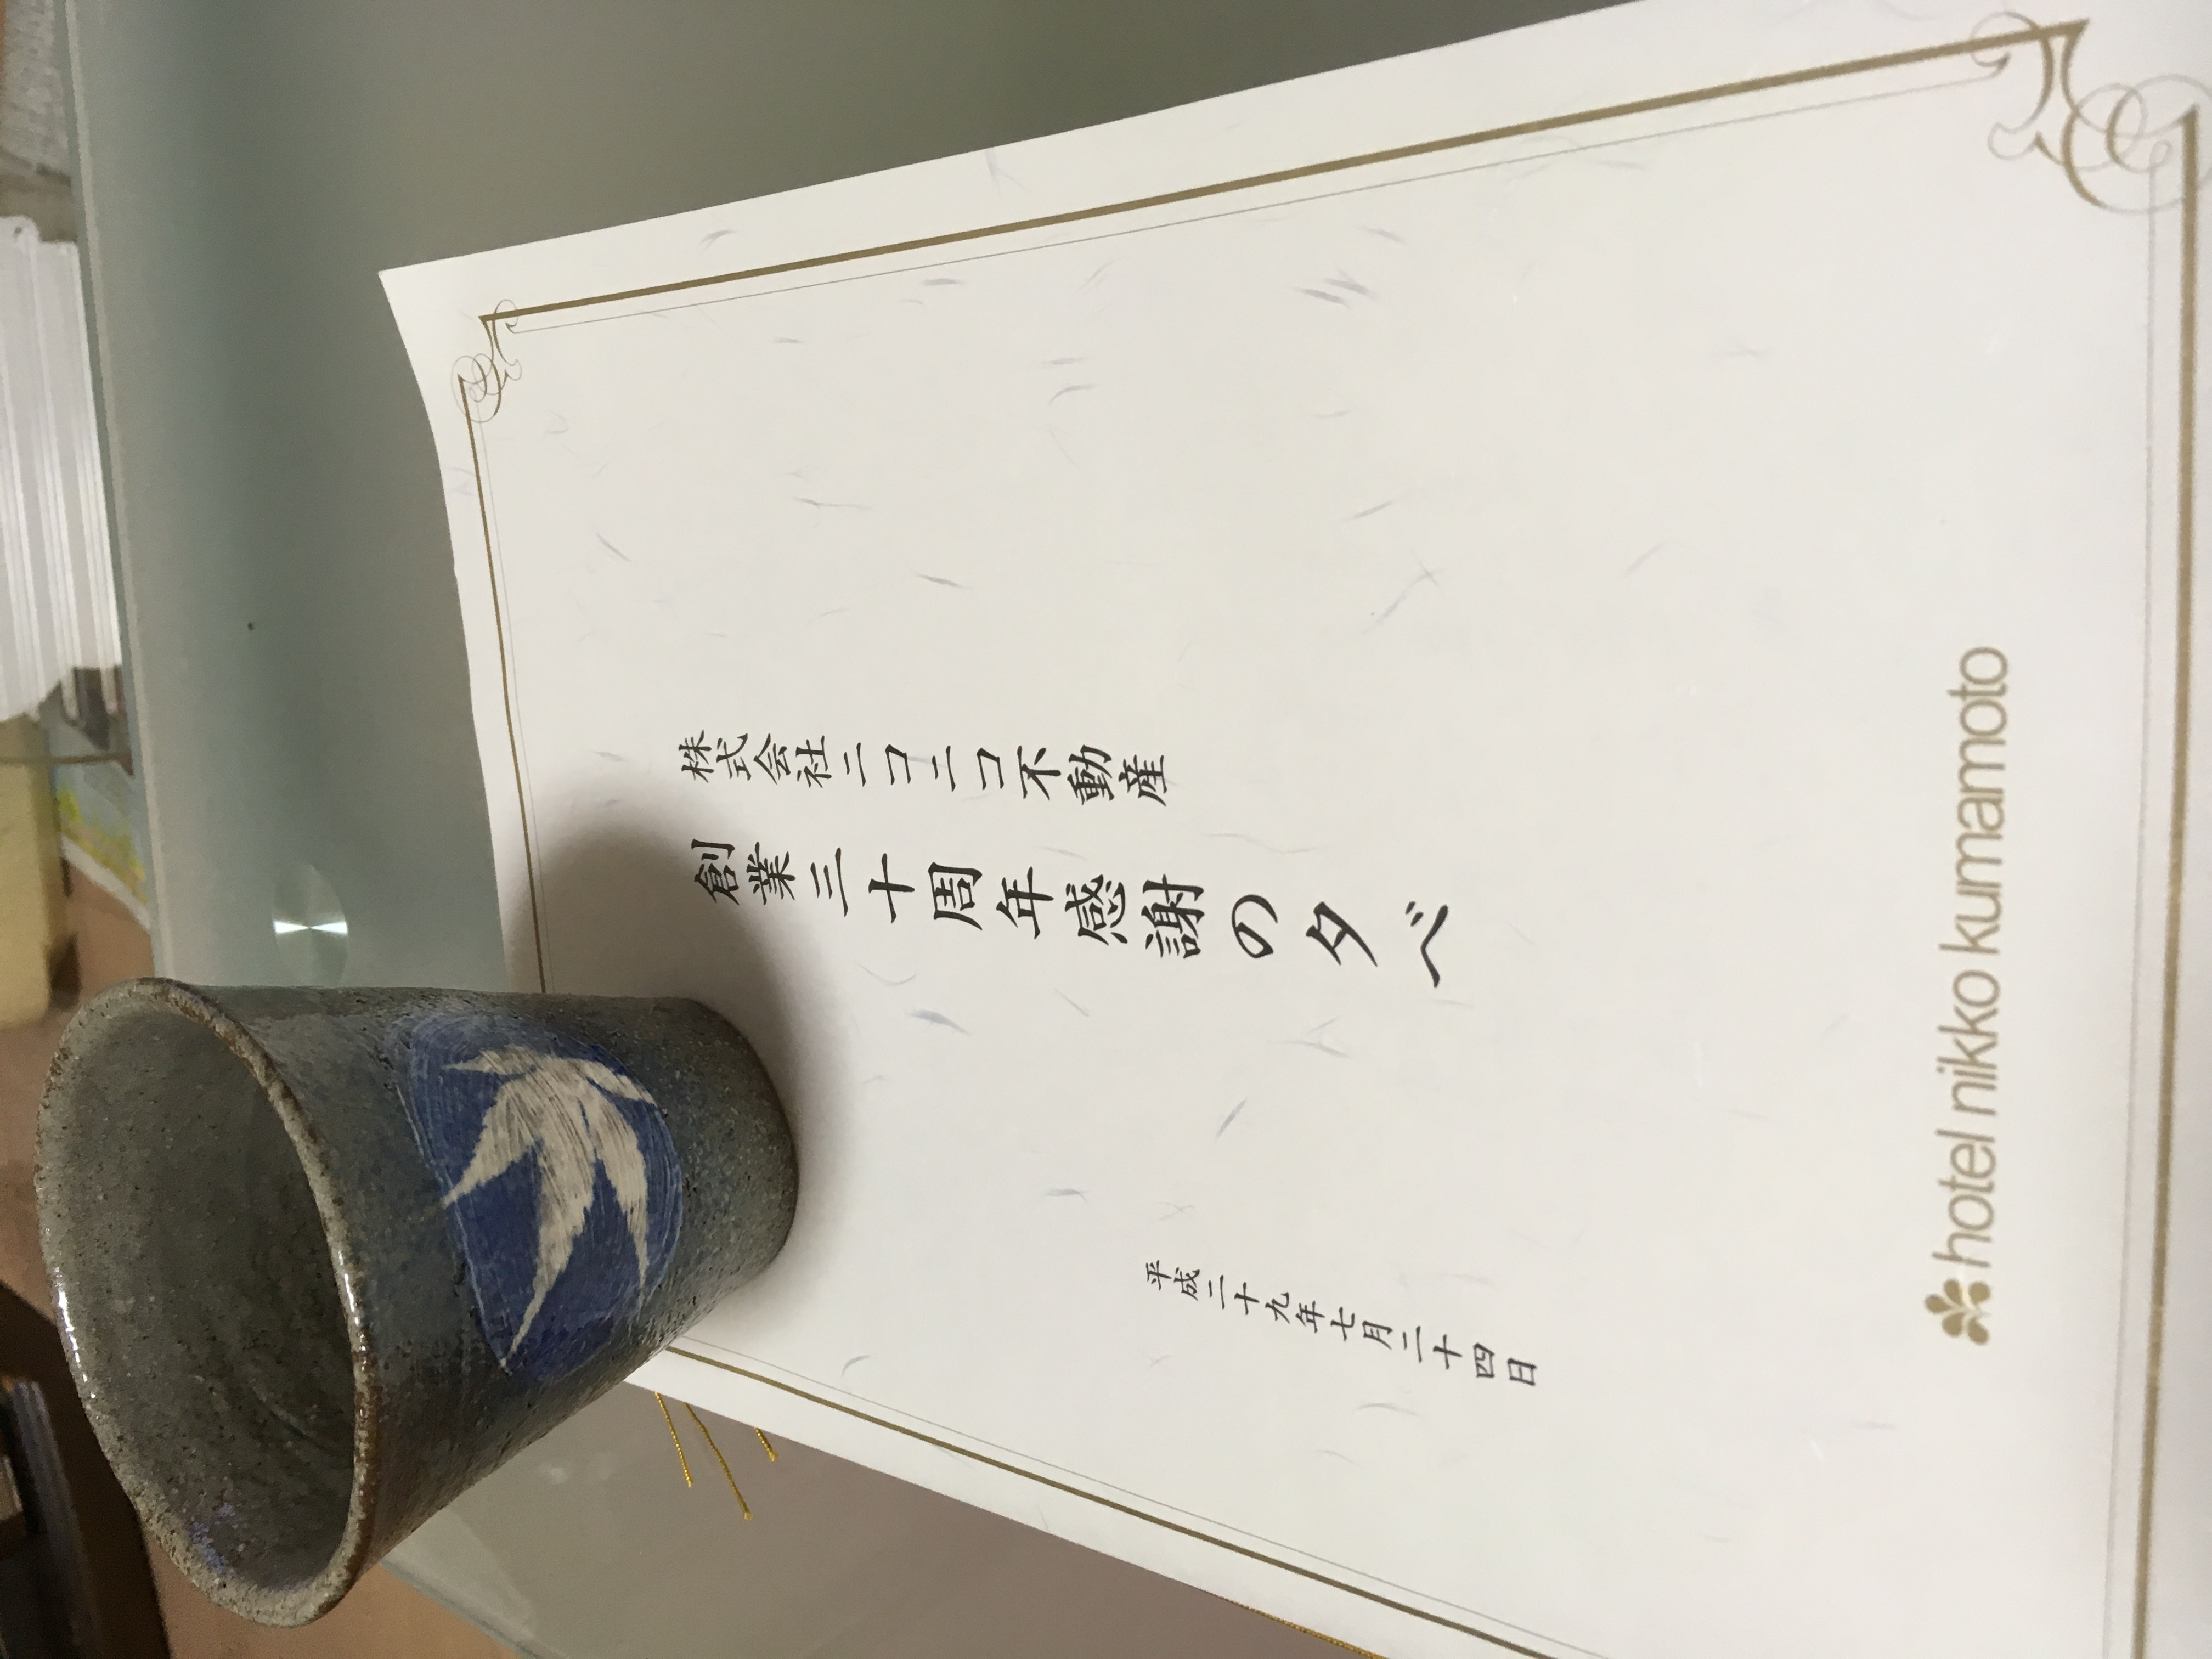 株式会社ニコニコ不動産
創業三十周年感謝の夕べ
平成二十九年七月二十四日
hotel nikko kumamoto